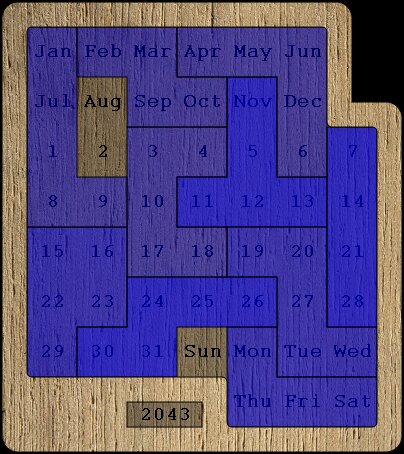 Jan Feb Mar Apr May Jun
Jul Aug Sep Oct Nov Dec
1 2 3 4 5 6 7
8 9 10 11 12 13 14
15 16 17 18 19 20 21
22 23 24 25 26 27 28
29 30 31 Sun Mon Tue Wed
Thu Fri Sat
2043